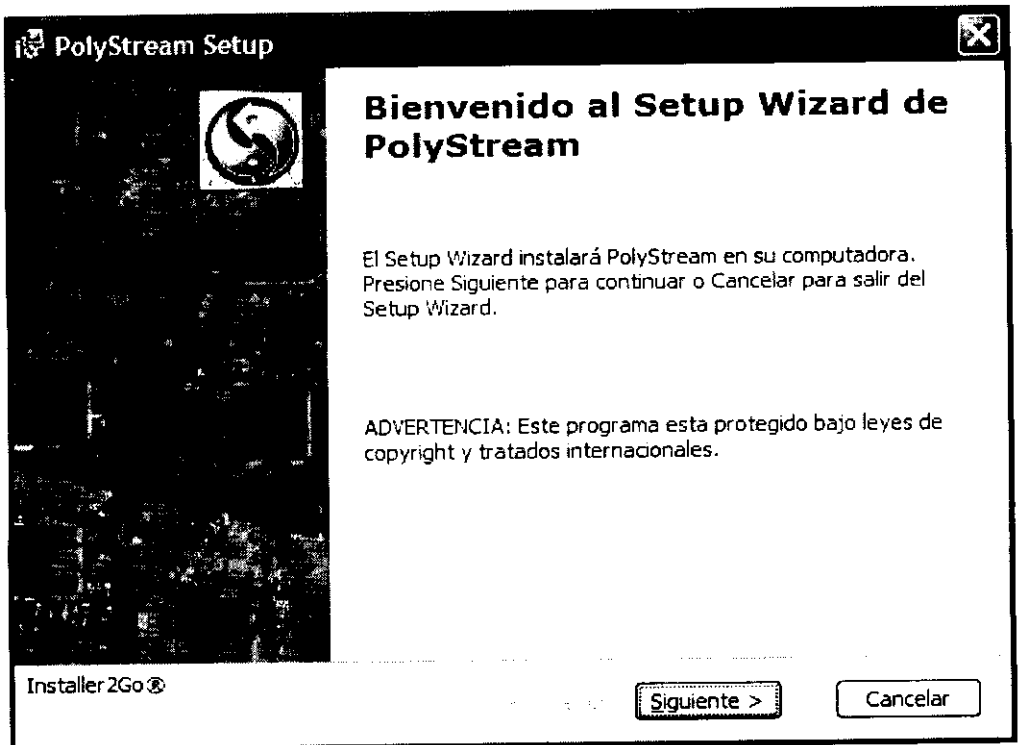 PolyStream Setup
Bienvenido al Setup Wizard de
PolyStream
El Setup Wizard instalará PolyStream en su computadora.
Presione Siguiente para continuar o Cancelar para salir del
Setup Wizard.
ADVERTENCIA: Este programa esta protegido bajo leyes de
copyright y tratados internacionales.
Installer2Go®
Siguiente >
Cancelar